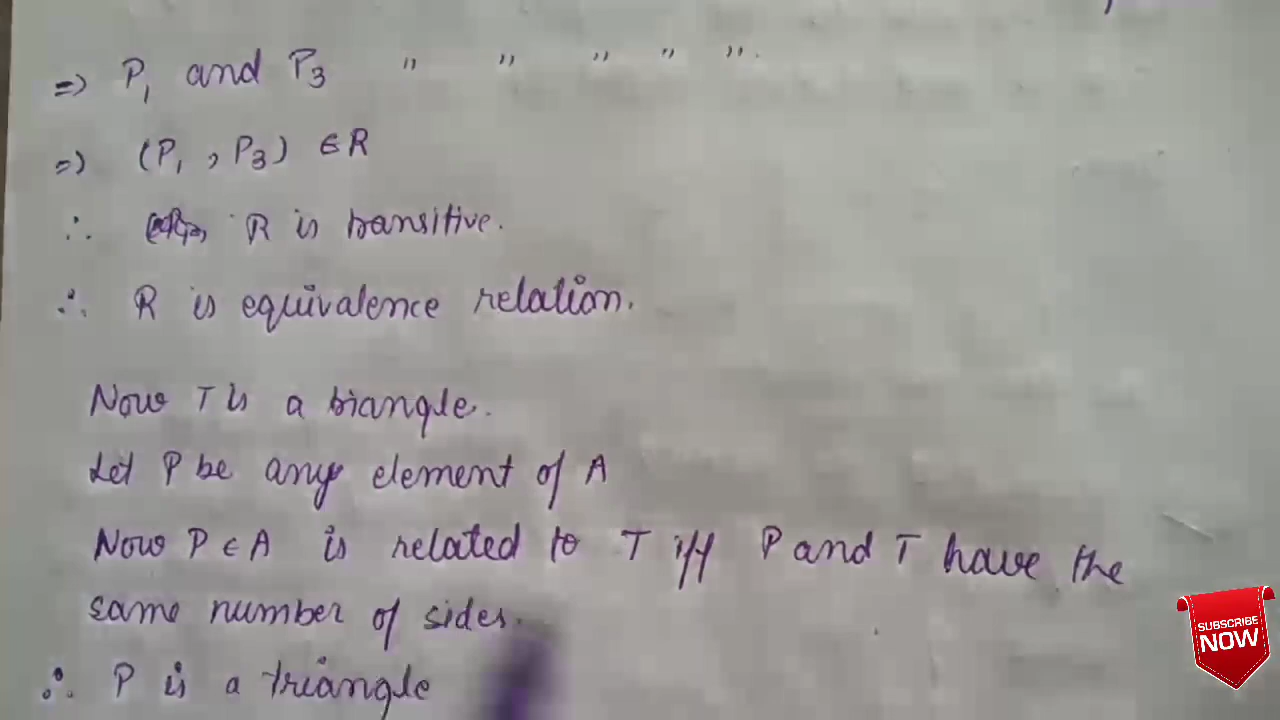 =) P1 and P3 " " " " ".
=) (P1 , P3) ∈ R
∴ R is transitive.
∴ R is equivalence relation.
Now T is a triangle.
Let P be any element of A
Now P ∈ A is related to T iff P and T have the
same number of sides.
∴ P is a triangle
SUBSCRIBE
NOW